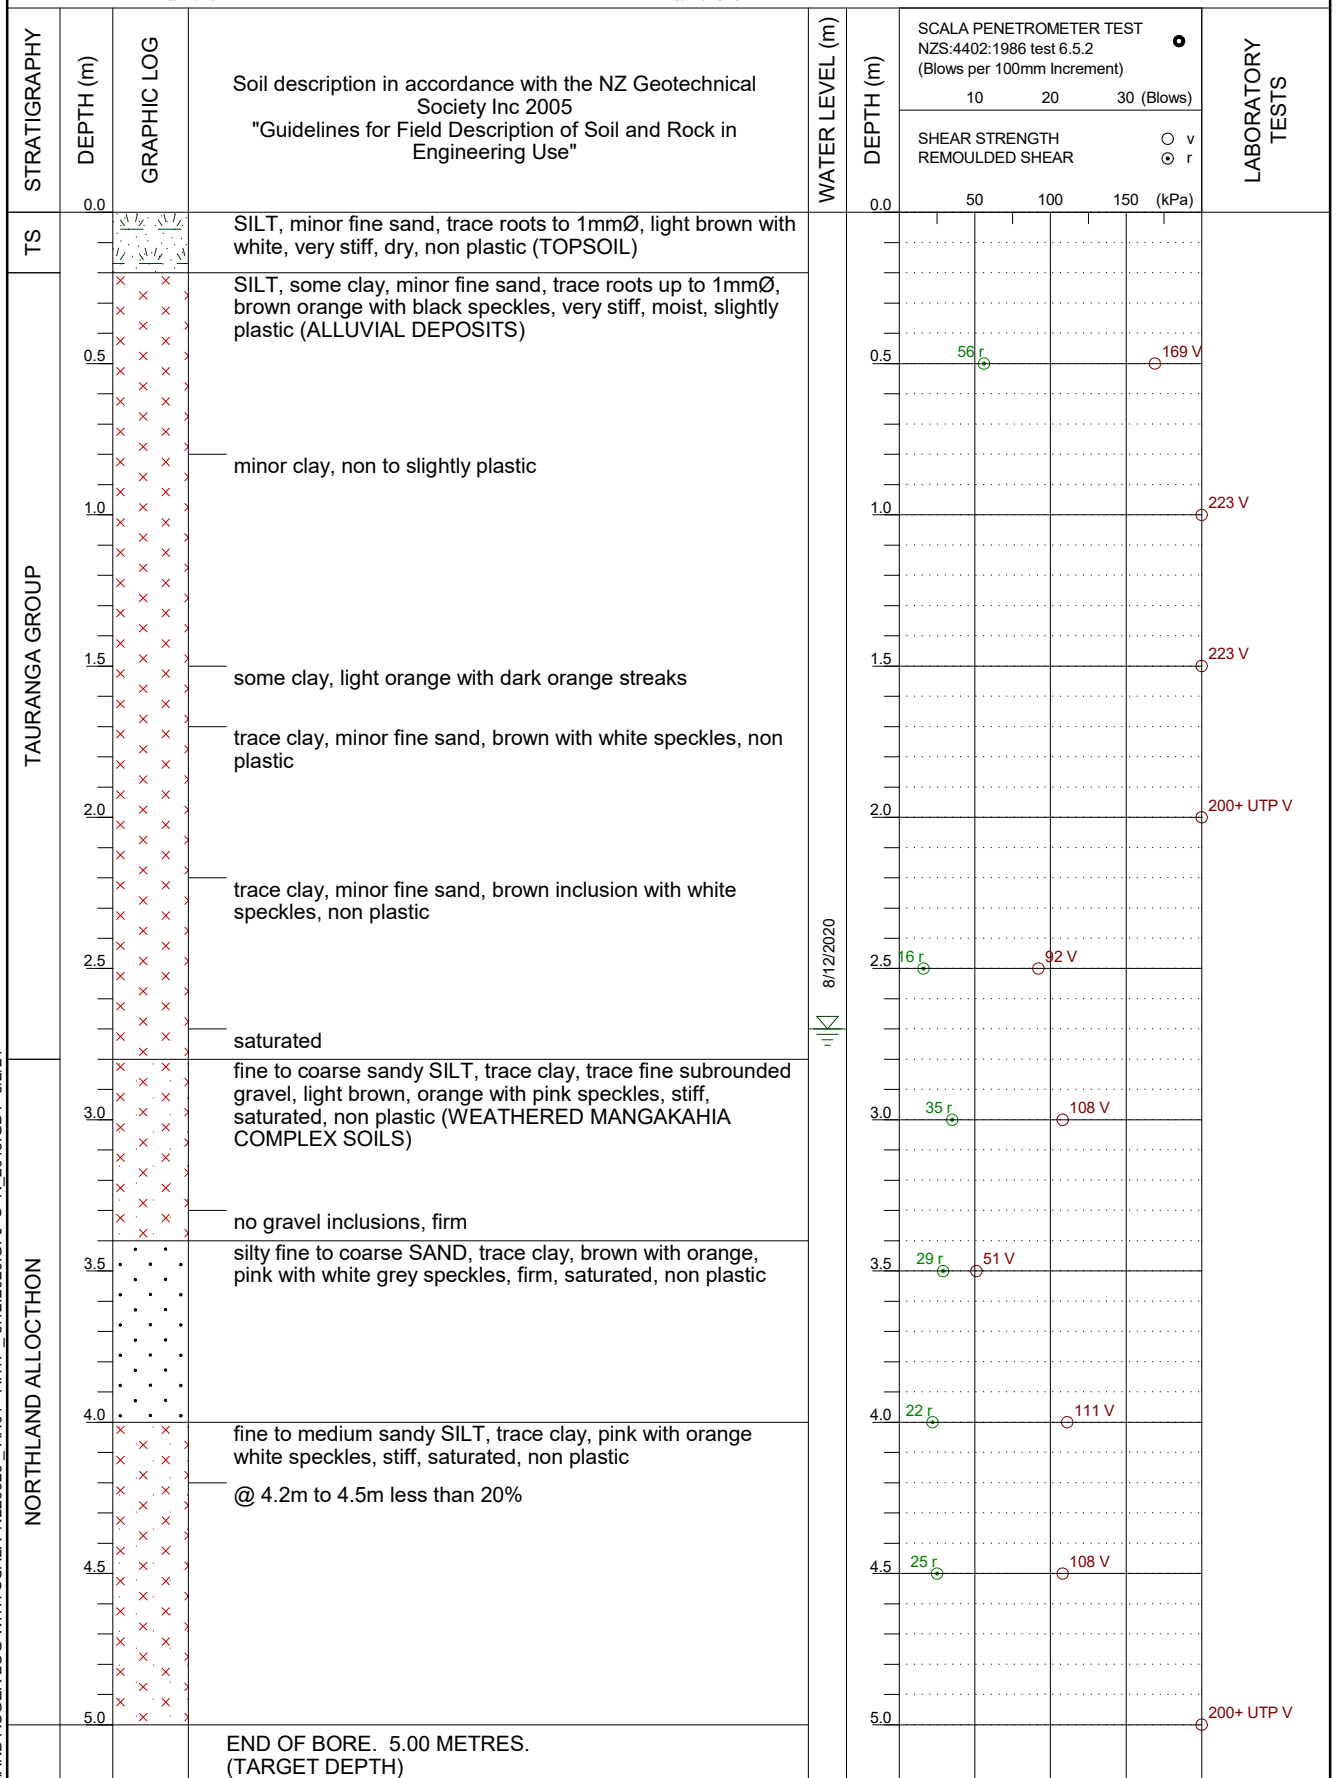 STRATIGRAPHY
DEPTH (m)
GRAPHIC LOG
Soil description in accordance with the NZ Geotechnical
Society Inc 2005
"Guidelines for Field Description of Soil and Rock in
Engineering Use"
WATER LEVEL (m)
DEPTH (m)
SCALA PENETROMETER TEST
NZS:4402:1986 test 6.5.2
(Blows per 100mm Increment)
10 20 30 (Blows)
SHEAR STRENGTH v
REMOULDED SHEAR r
50 100 150 (kPa)
LABORATORY
TESTS
0.0 0.0
TS
SILT, minor fine sand, trace roots to 1mmØ, light brown with
white, very stiff, dry, non plastic (TOPSOIL)
TAURANGA GROUP
SILT, some clay, minor fine sand, trace roots up to 1mmØ,
brown orange with black speckles, very stiff, moist, slightly
plastic (ALLUVIAL DEPOSITS)
0.5 0.5 56 r 169 V
minor clay, non to slightly plastic
1.0 1.0 223 V
1.5 1.5 223 V
some clay, light orange with dark orange streaks
trace clay, minor fine sand, brown with white speckles, non
plastic
2.0 2.0 200+ UTP V
trace clay, minor fine sand, brown inclusion with white
speckles, non plastic
8/12/2020
2.5 2.5 16 r 92 V
saturated
NORTHLAND ALLOCTHON
fine to coarse sandy SILT, trace clay, trace fine subrounded
gravel, light brown, orange with pink speckles, stiff,
saturated, non plastic (WEATHERED MANGAKAHIA
COMPLEX SOILS)
3.0 3.0 35 r 108 V
no gravel inclusions, firm
silty fine to coarse SAND, trace clay, brown with orange,
pink with white grey speckles, firm, saturated, non plastic
3.5 3.5 29 r 51 V
4.0 4.0 22 r 111 V
fine to medium sandy SILT, trace clay, pink with orange
white speckles, stiff, saturated, non plastic
@ 4.2m to 4.5m less than 20%
4.5 4.5 25 r 108 V
5.0 5.0 200+ UTP V
END OF BORE. 5.00 METRES.
(TARGET DEPTH)